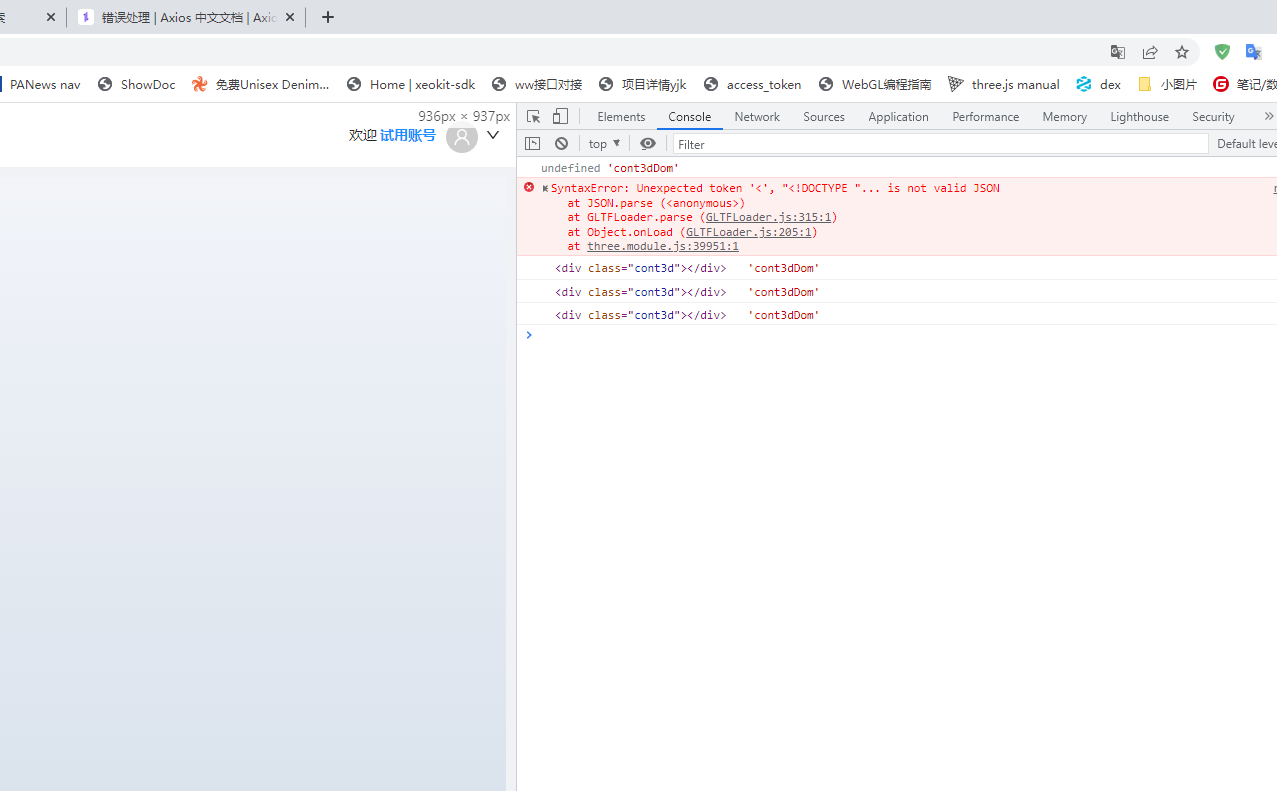 索
错误处理 | Axios 中文文档 | Axio
PANews nav ShowDoc 免费Unisex Denim... Home | xeokit-sdk ww接口对接 项目详情yjk access_token WebGL编程指南 three.js manual dex 小图片 笔记/数
936px × 937px
欢迎 试用账号
Elements Console Network Sources Application Performance Memory Lighthouse Security
top Filter Default leve
undefined 'cont3dDom'
SyntaxError: Unexpected token '<', "<!DOCTYPE "... is not valid JSON
at JSON.parse (<anonymous>)
at GLTFLoader.parse (GLTFLoader.js:315:1)
at Object.onLoad (GLTFLoader.js:205:1)
at three.module.js:39951:1
<div class="cont3d"></div> 'cont3dDom'
<div class="cont3d"></div> 'cont3dDom'
<div class="cont3d"></div> 'cont3dDom'